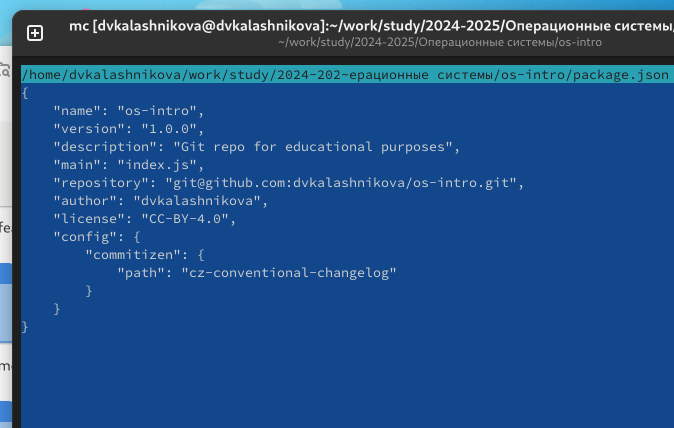 mc [dvkalashnikova@dvkalashnikova]:~/work/study/2024-2025/Операционные системы/
~/work/study/2024-2025/Операционные системы/os-intro
/home/dvkalashnikova/work/study/2024-202~ерационные системы/os-intro/package.json
{
    "name": "os-intro",
    "version": "1.0.0",
    "description": "Git repo for educational purposes",
    "main": "index.js",
    "repository": "git@github.com:dvkalashnikova/os-intro.git",
    "author": "dvkalashnikova",
    "license": "CC-BY-4.0",
    "config": {
        "commitizen": {
            "path": "cz-conventional-changelog"
        }
    }
}